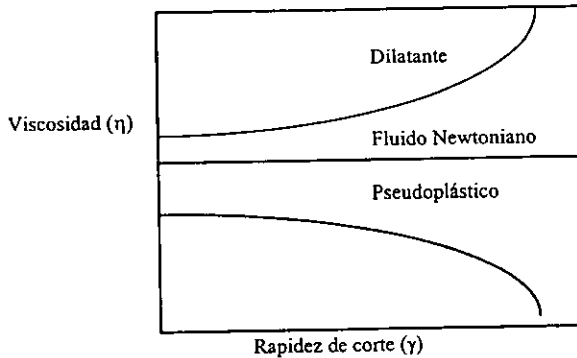 Dilatante
Viscosidad (η)
Fluido Newtoniano
Pseudoplástico
Rapidez de corte (γ)